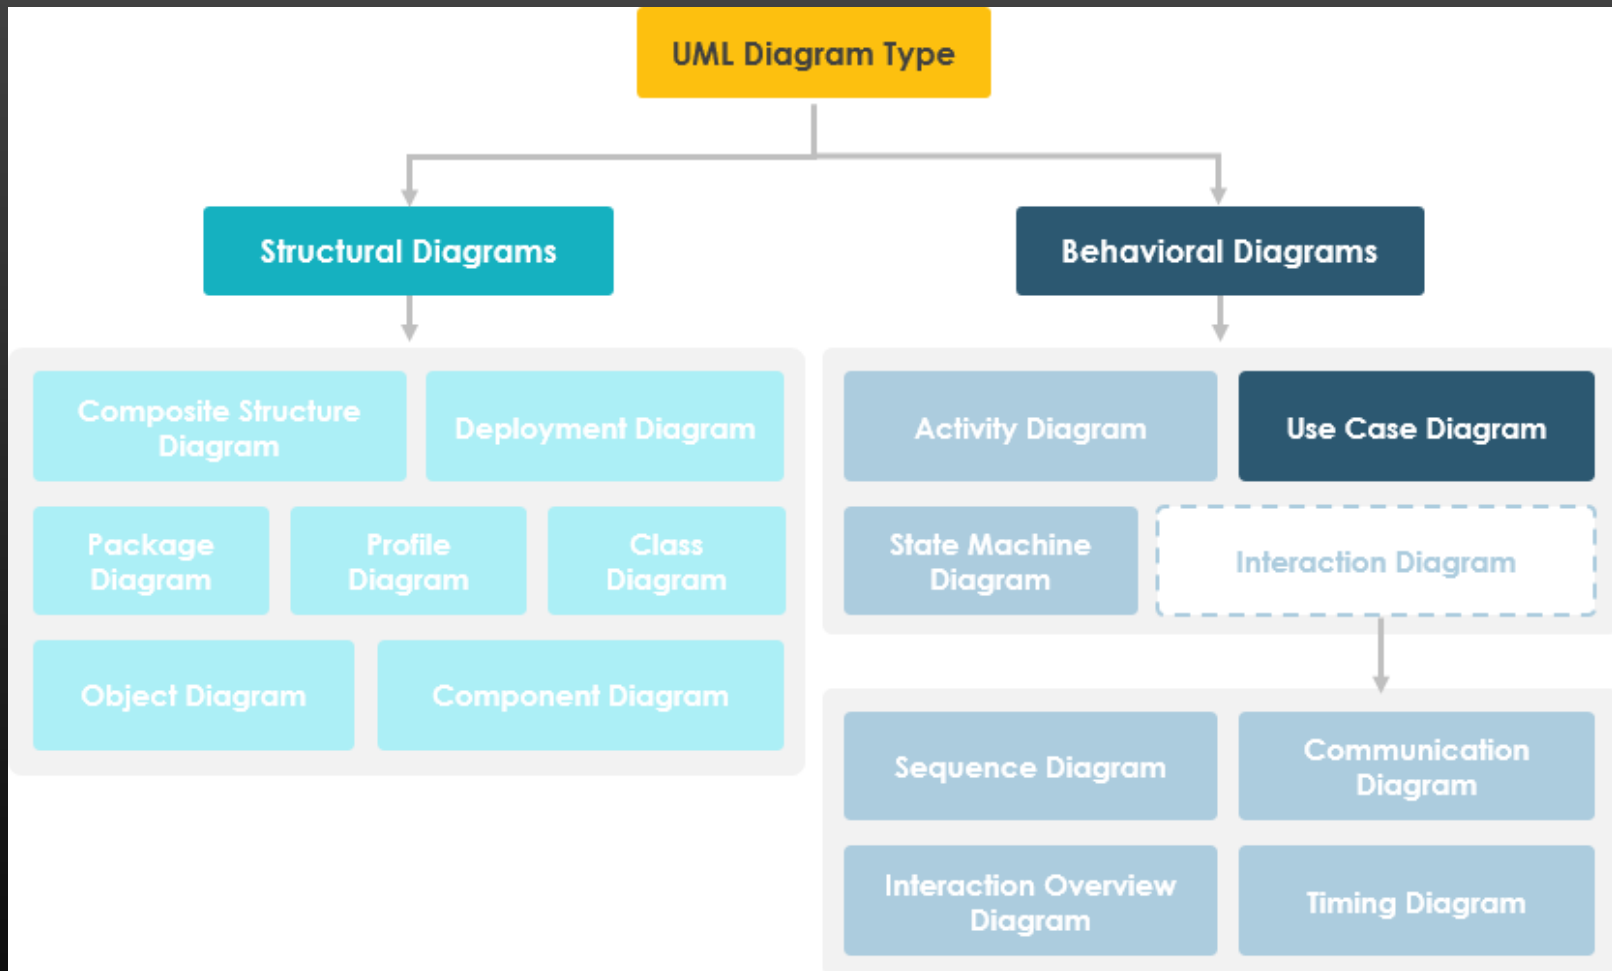 UML Diagram Type
Structural Diagrams
Behavioral Diagrams
Composite Structure
Diagram
Deployment Diagram
Package
Diagram
Profile
Diagram
Class
Diagram
Object Diagram
Component Diagram
Activity Diagram
Use Case Diagram
State Machine
Diagram
Interaction Diagram
Sequence Diagram
Communication
Diagram
Interaction Overview
Diagram
Timing Diagram